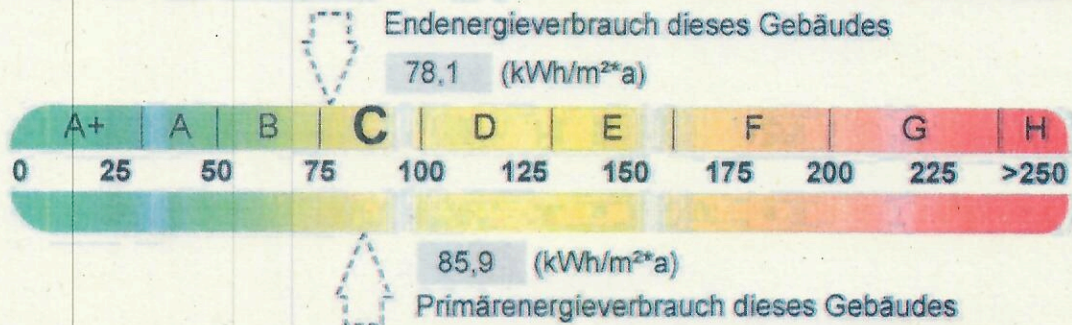 Endenergieverbrauch dieses Gebäudes
78,1 (kWh/m²*a)
A+ A B C D E F G H
0 25 50 75 100 125 150 175 200 225 >250
85,9 (kWh/m²*a)
Primärenergieverbrauch dieses Gebäudes